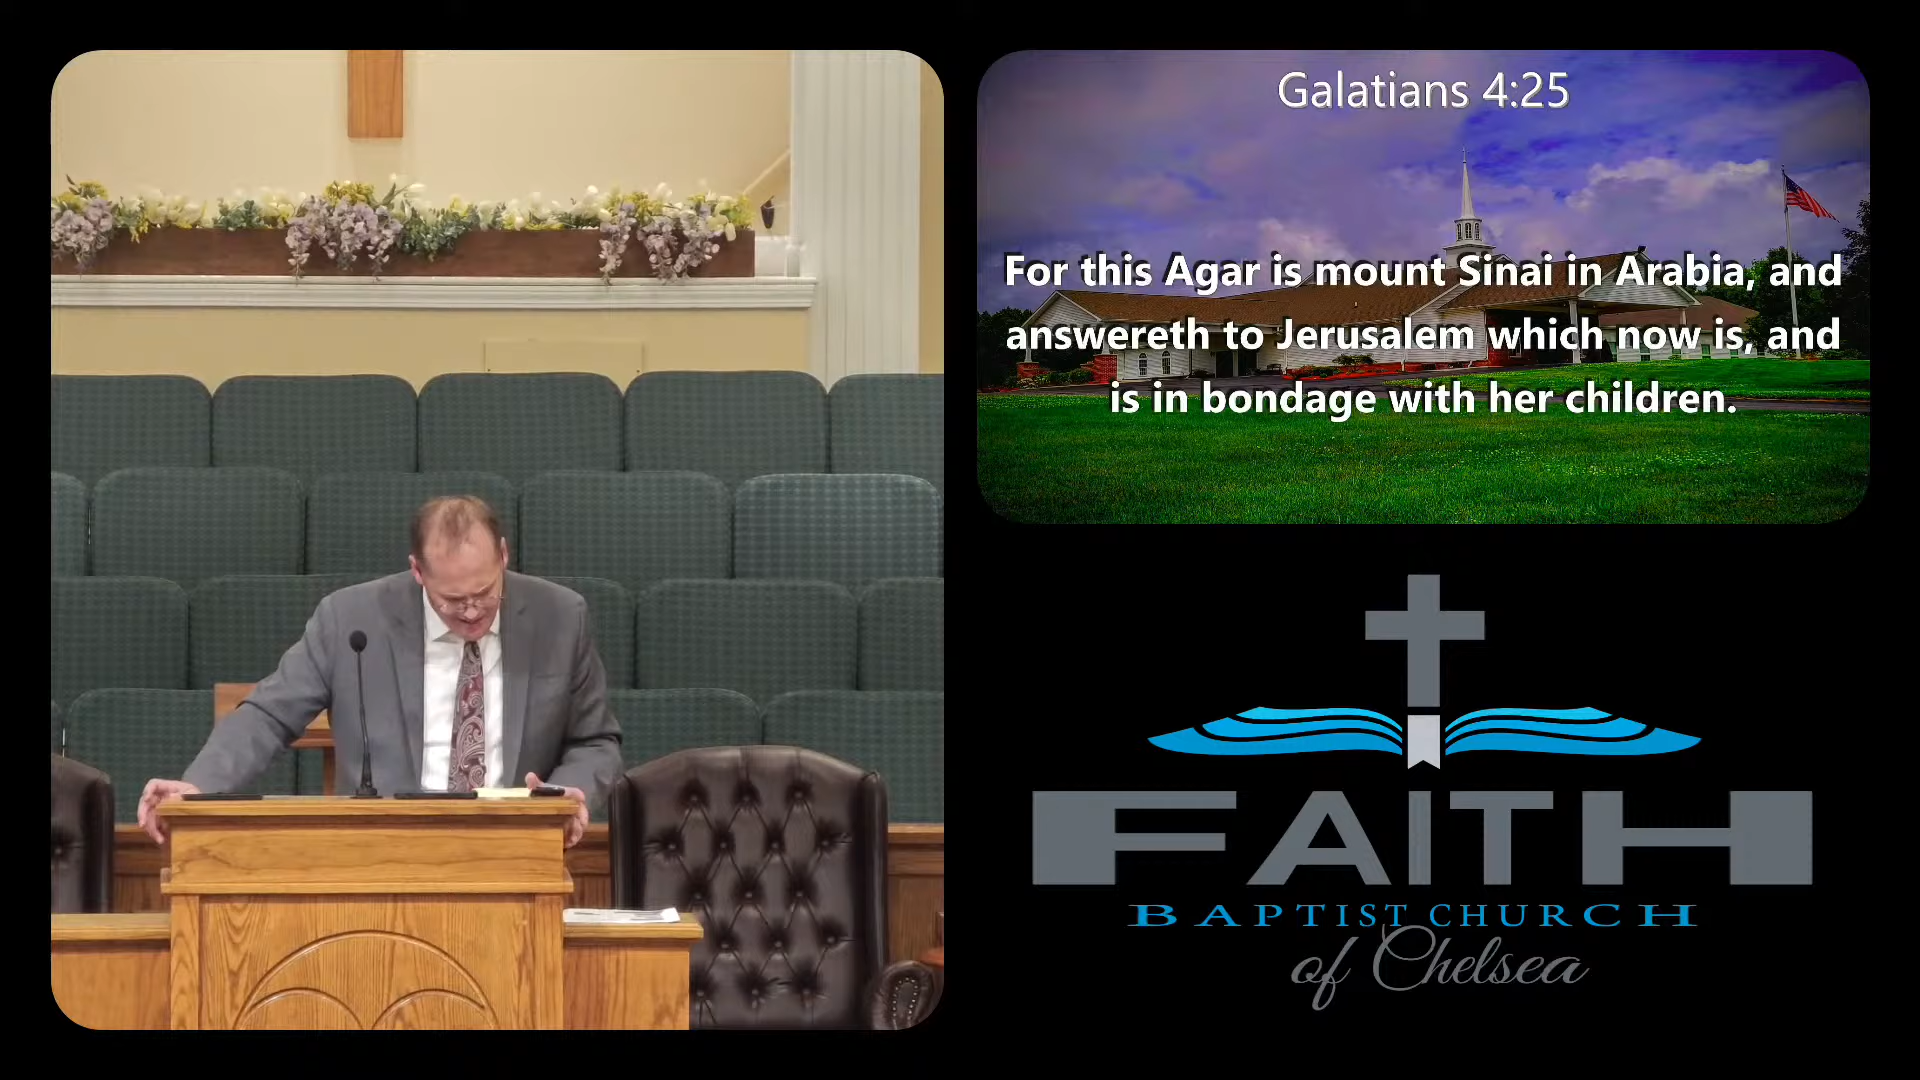 Galatians 4:25
For this Agar is mount Sinai in Arabia, and
answereth to Jerusalem which now is, and
is in bondage with her children.
FAITH
BAPTIST CHURCH
of Chelsea